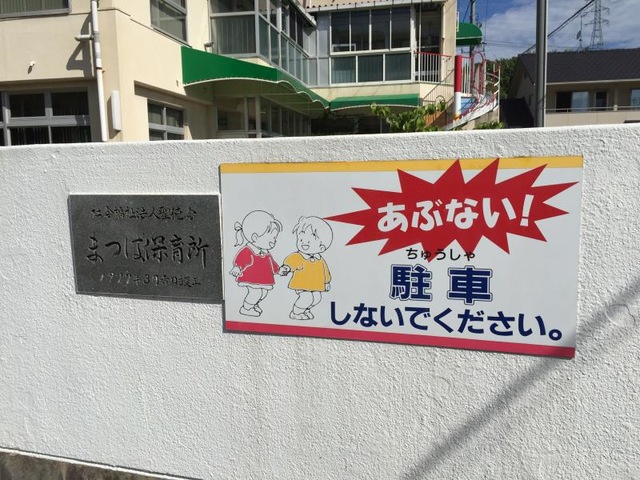 社会福祉法人聖徳会
まつば保育所
あぶない!
ちゅうしゃ
駐車
しないでください。